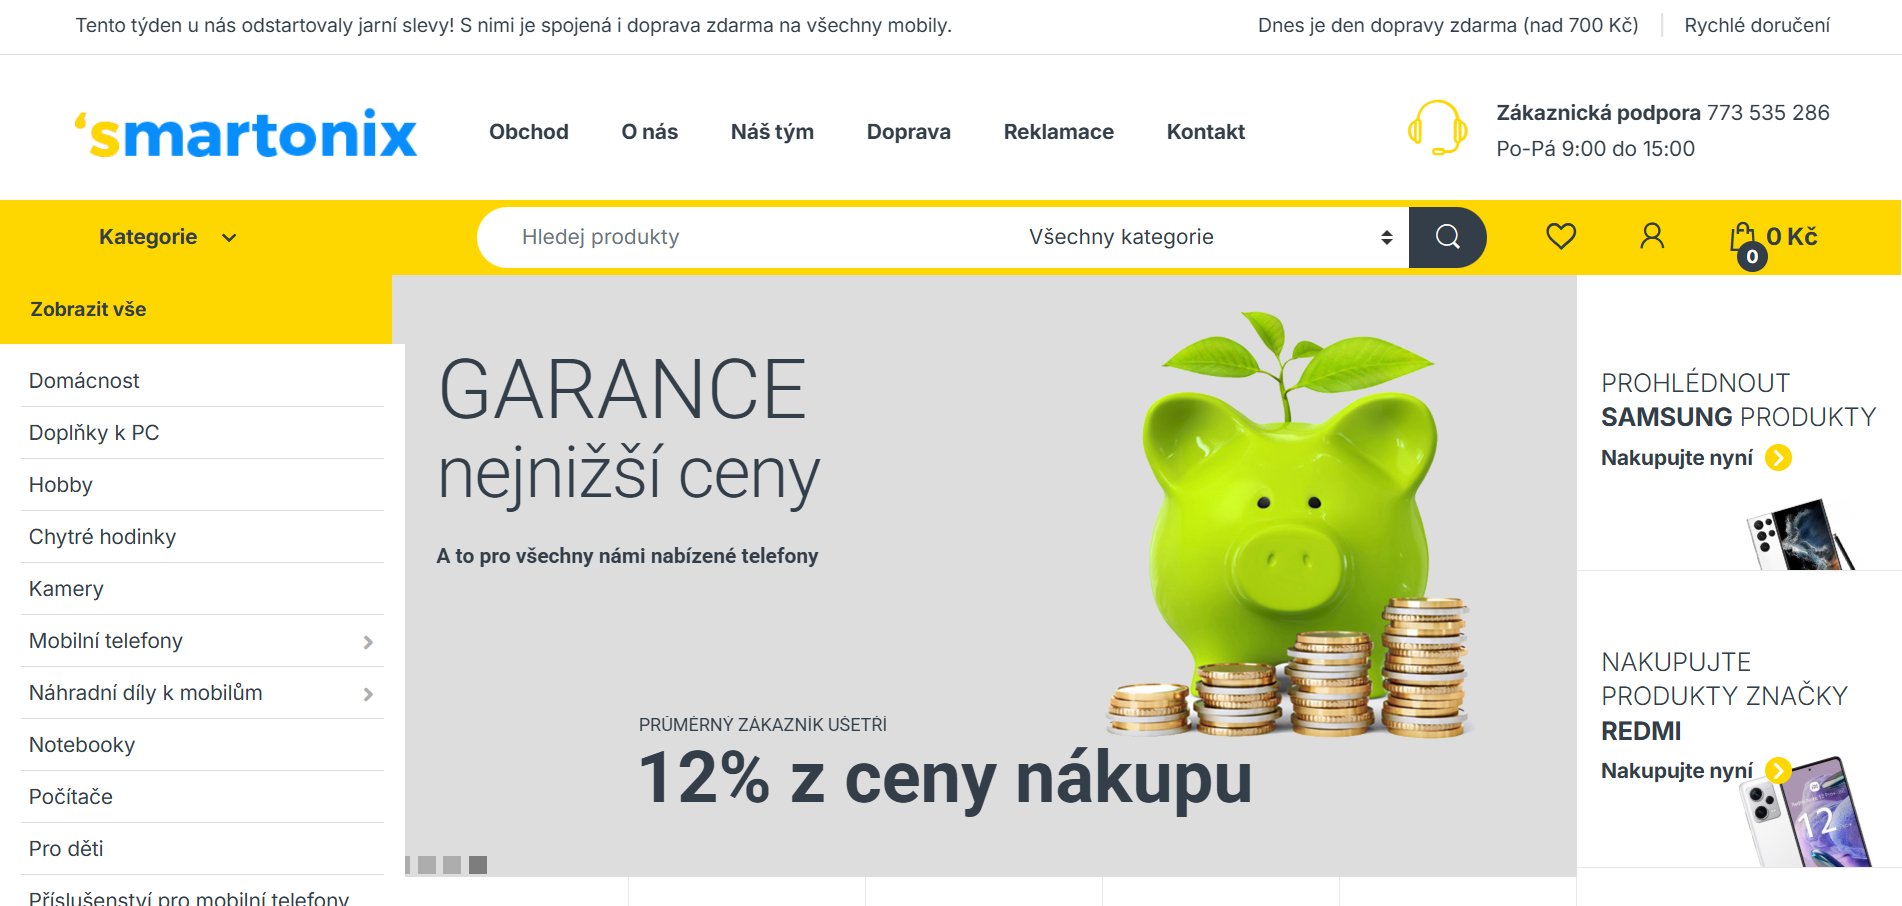 Tento týden u nás odstartovaly jarní slevy! S nimi je spojená i doprava zdarma na všechny mobily.
Dnes je den dopravy zdarma (nad 700 Kč)
Rychlé doručení
'smartonix
Obchod
O nás
Náš tým
Doprava
Reklamace
Kontakt
Zákaznická podpora 773 535 286
Po-Pá 9:00 do 15:00
Kategorie
Hledej produkty
Všechny kategorie
0 Kč
0
Zobrazit vše
Domácnost
Doplňky k PC
Hobby
Chytré hodinky
Kamery
Mobilní telefony
Náhradní díly k mobilům
Notebooky
Počítače
Pro děti
Příslušenství pro mobilní telefony
GARANCE
nejnižší ceny
A to pro všechny námi nabízené telefony
PRŮMĚRNÝ ZÁKAZNÍK UŠETŘÍ
12% z ceny nákupu
PROHLÉDNOUT
SAMSUNG PRODUKTY
Nakupujte nyní
NAKUPUJTE
PRODUKTY ZNAČKY
REDMI
Nakupujte nyní
12